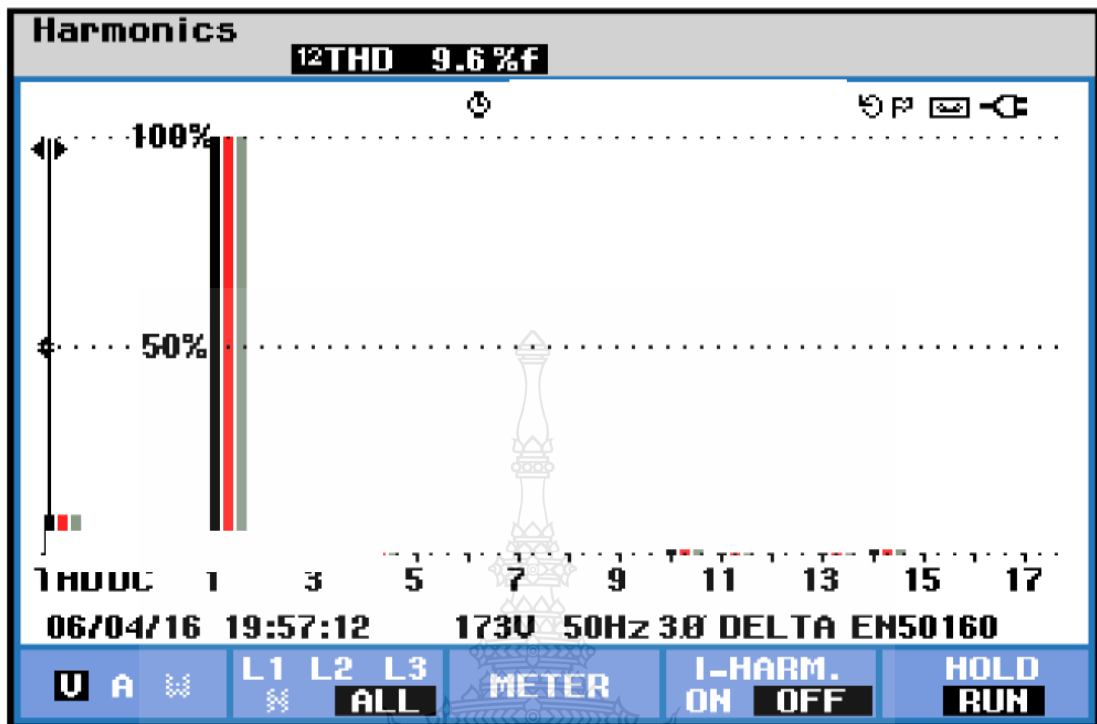 Harmonics
12THD 9.6%f
100%
50%
THDDC 1 3 5 7 9 11 13 15 17
06/04/16 19:57:12 173V 50Hz 3Ø DELTA EN50160
V A W L1 L2 L3 N ALL METER I-HARM. ON OFF HOLD RUN